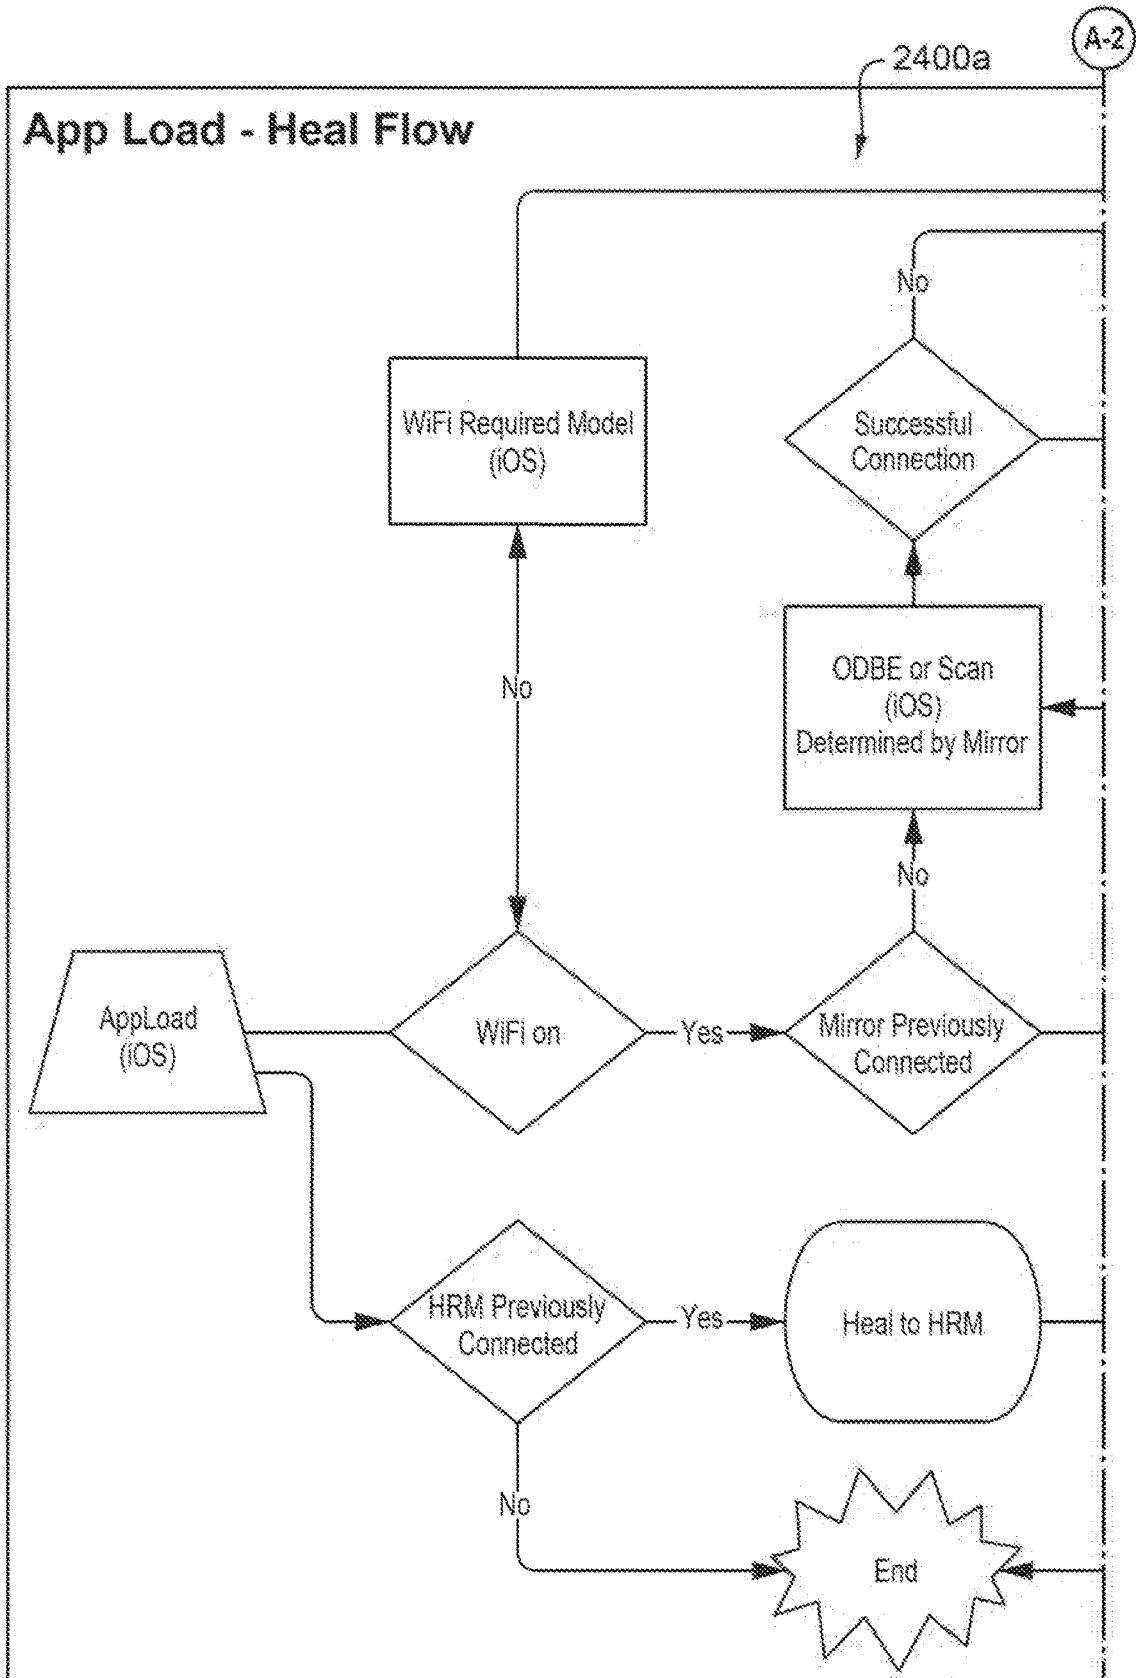 A-2
2400a
App Load - Heal Flow
No
WiFi Required Model
(iOS)
Successful
Connection
No
ODBE or Scan
(iOS)
Determined by Mirror
No
AppLoad
(iOS)
WiFi on
Yes
Mirror Previously
Connected
HRM Previously
Connected
Yes
Heal to HRM
No
End